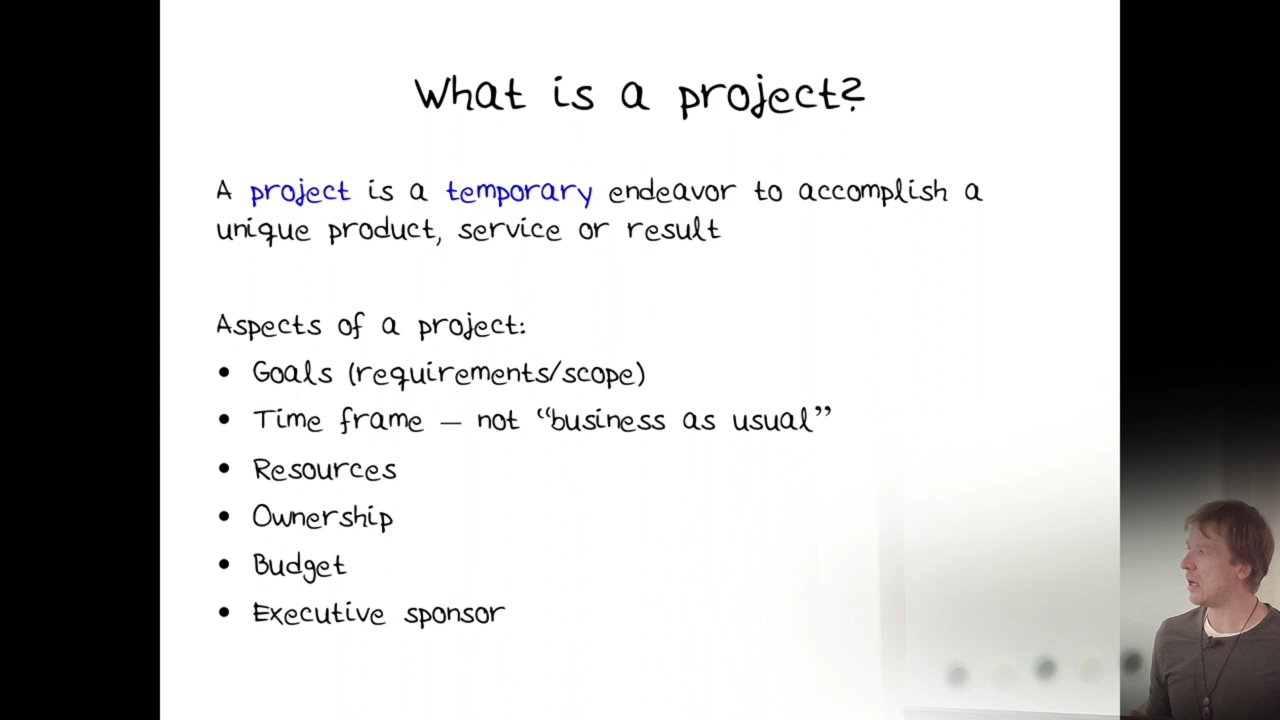 What is a project?
A project is a temporary endeavor to accomplish a
unique product, service or result
Aspects of a project:
• Goals (requirements/scope)
• Time frame – not “business as usual”
• Resources
• Ownership
• Budget
• Executive sponsor